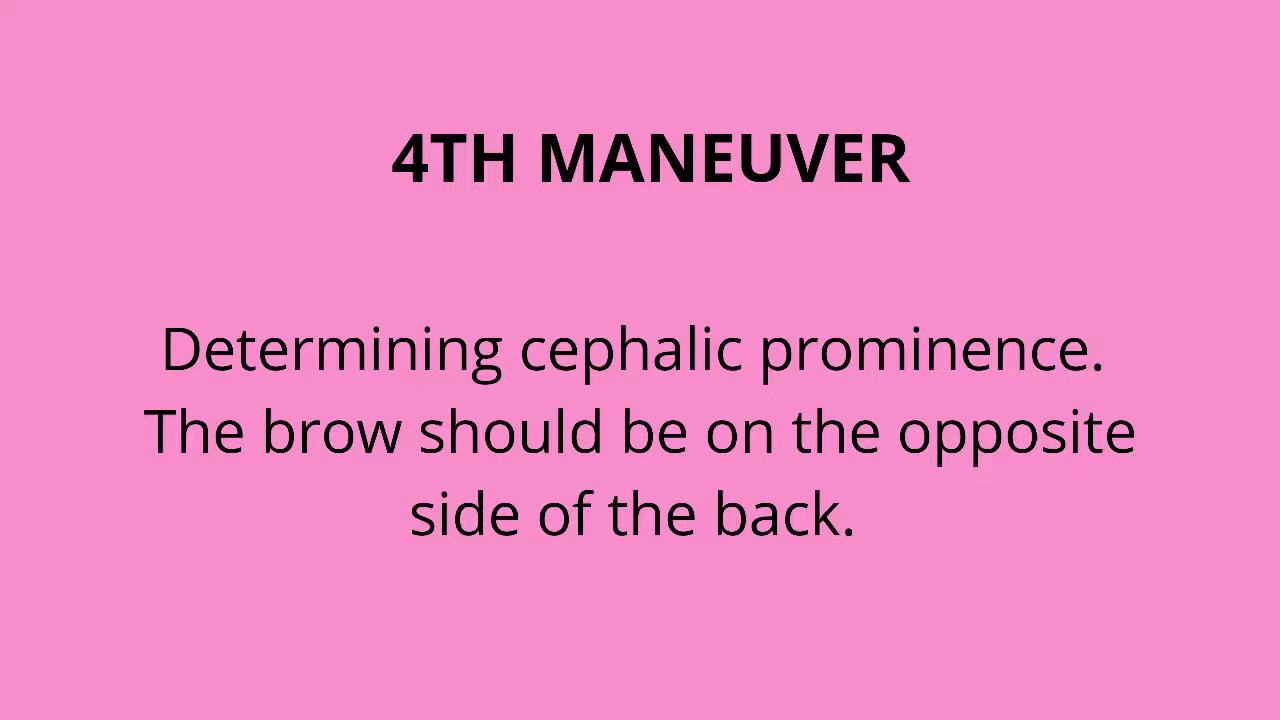 4TH MANEUVER
Determining cephalic prominence.
The brow should be on the opposite
side of the back.